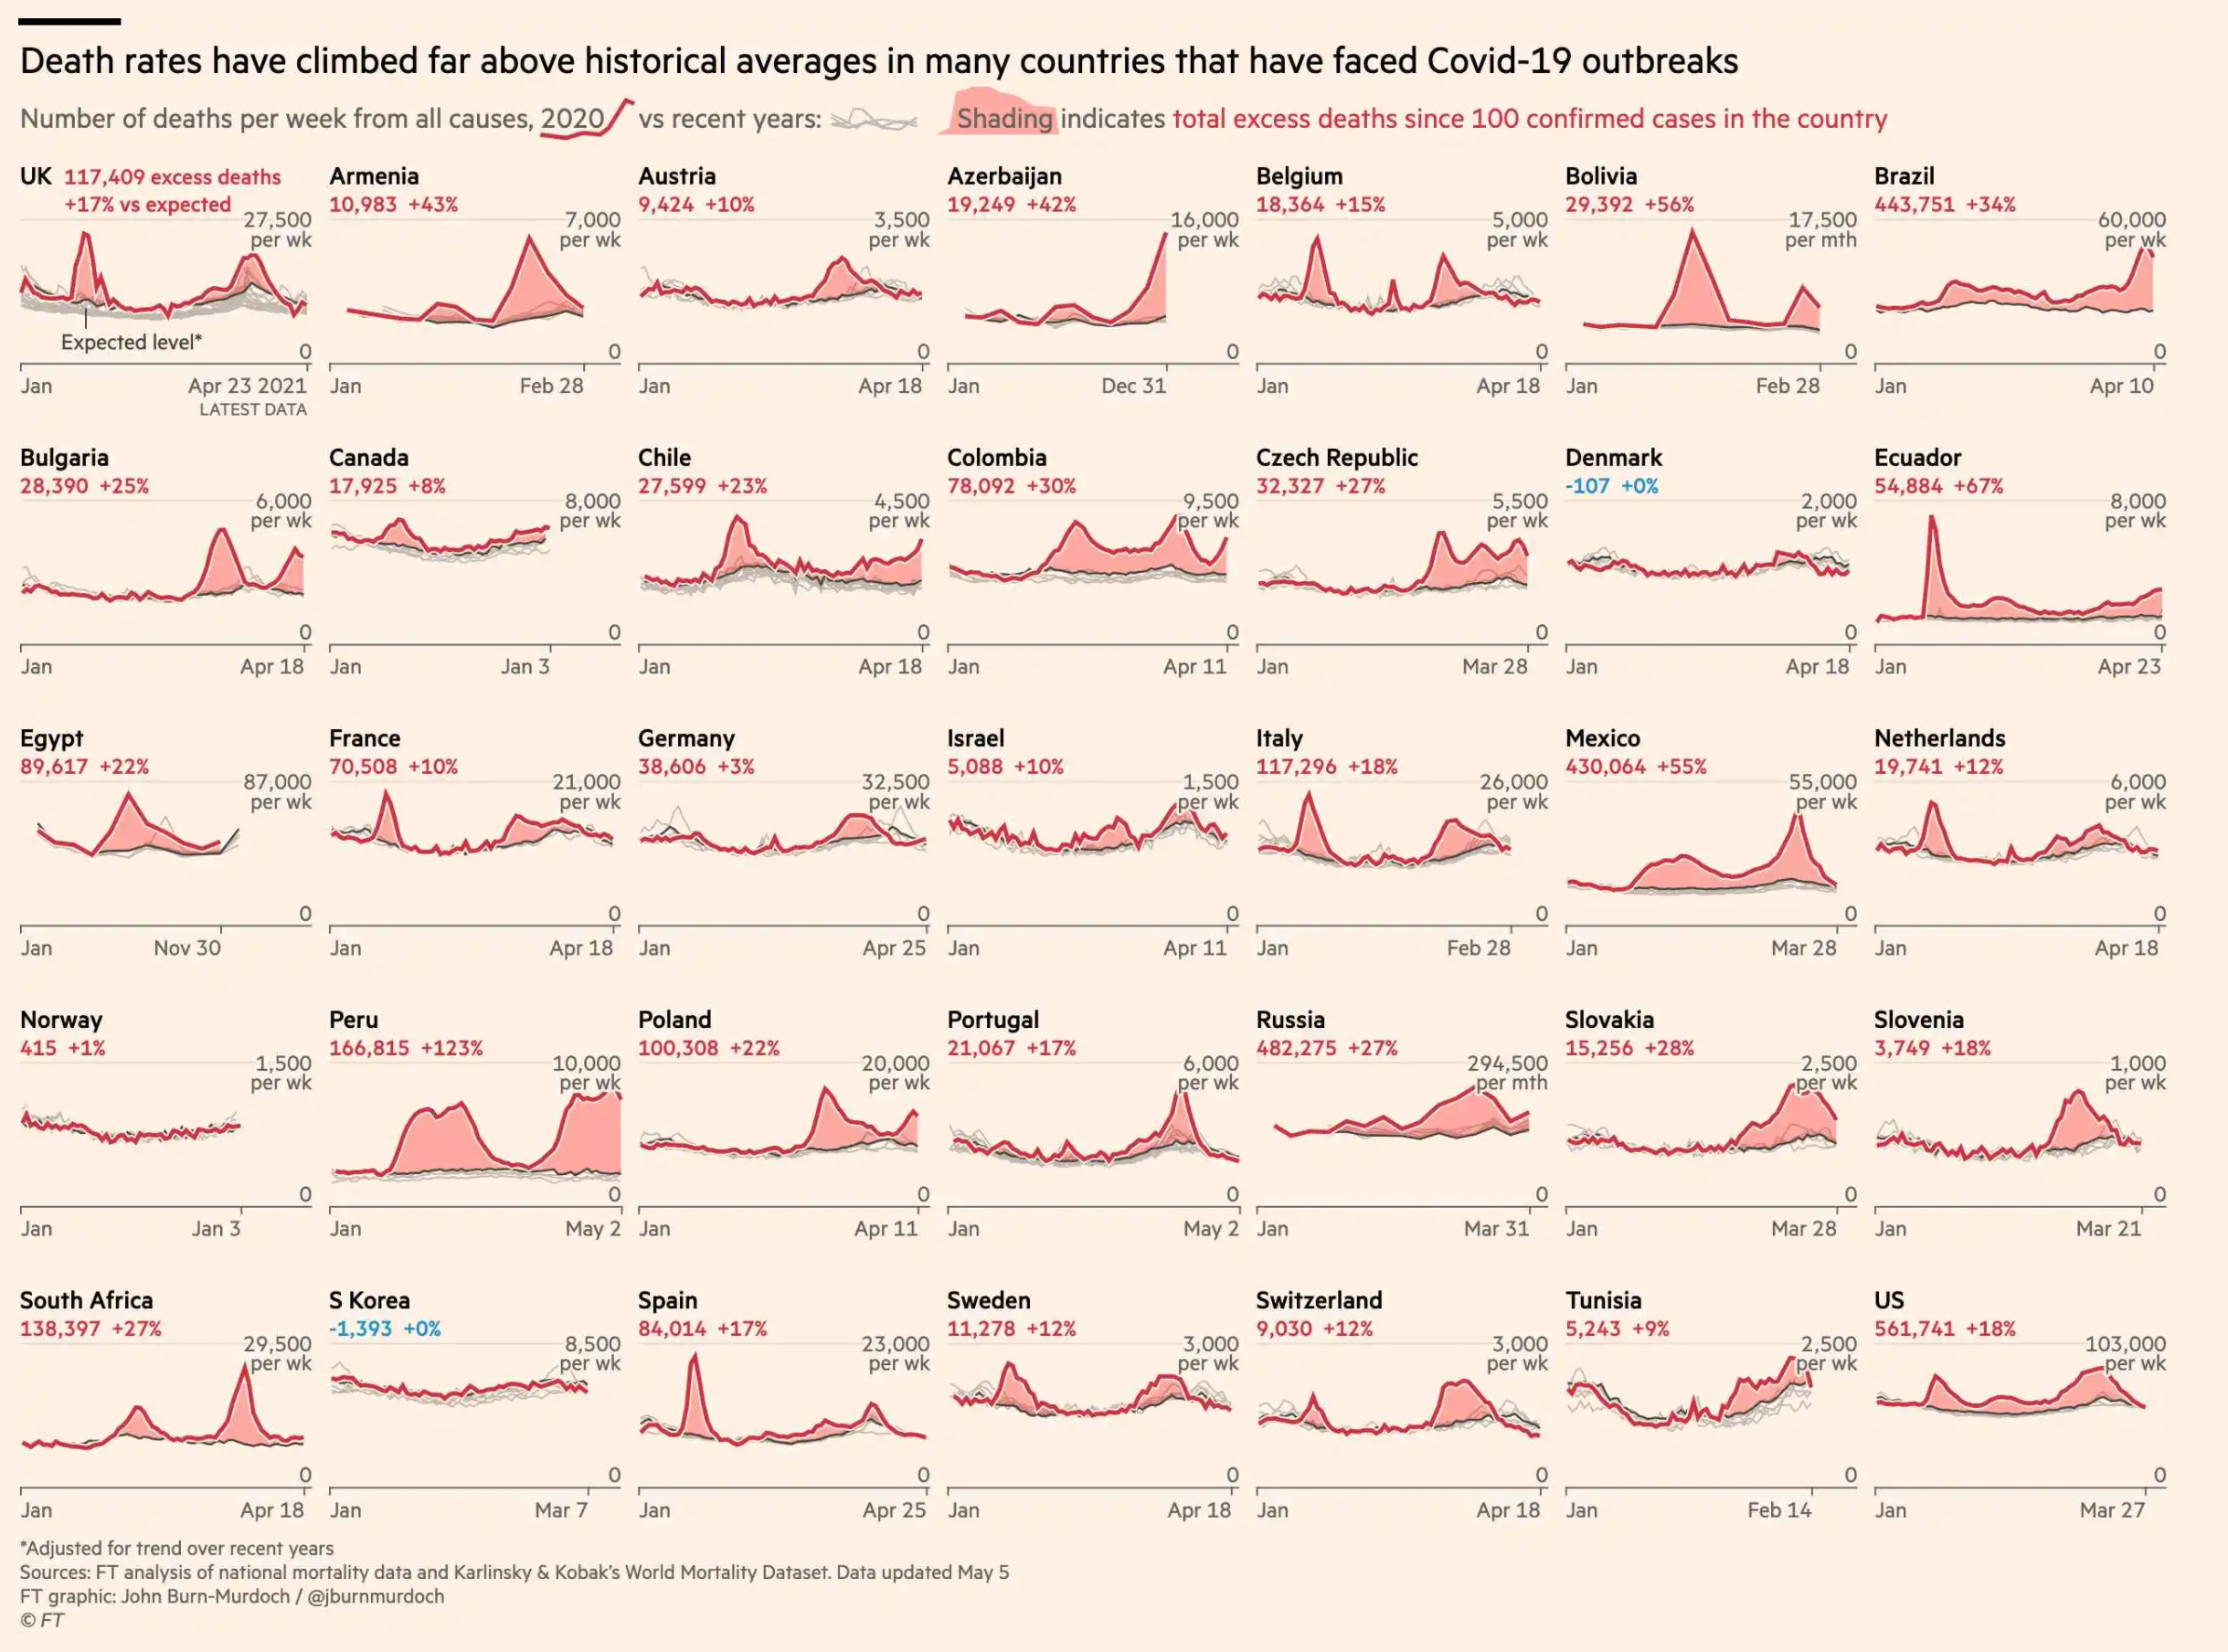 Death rates have climbed far above historical averages in many countries that have faced Covid-19 outbreaks
Number of deaths per week from all causes, 2020 vs recent years: Shading indicates total excess deaths since 100 confirmed cases in the country
UK 117,409 excess deaths
+17% vs expected
27,500
per wk
Expected level*
0
Jan
Apr 23 2021
LATEST DATA
Armenia
10,983 +43%
7,000
per wk
0
Jan
Feb 28
Austria
9,424 +10%
3,500
per wk
0
Jan
Apr 18
Azerbaijan
19,249 +42%
16,000
per wk
0
Jan
Dec 31
Belgium
18,364 +15%
5,000
per wk
0
Jan
Apr 18
Bolivia
29,392 +56%
17,500
per mth
0
Jan
Feb 28
Brazil
443,751 +34%
60,000
per wk
0
Jan
Apr 10
Bulgaria
28,390 +25%
6,000
per wk
0
Jan
Apr 18
Canada
17,925 +8%
8,000
per wk
0
Jan
Jan 3
Chile
27,599 +23%
4,500
per wk
0
Jan
Apr 18
Colombia
78,092 +30%
9,500
per wk
0
Jan
Apr 11
Czech Republic
32,327 +27%
5,500
per wk
0
Jan
Mar 28
Denmark
-107 +0%
2,000
per wk
0
Jan
Apr 18
Ecuador
54,884 +67%
8,000
per wk
0
Jan
Apr 23
Egypt
89,617 +22%
87,000
per wk
0
Jan
Nov 30
France
70,508 +10%
21,000
per wk
0
Jan
Apr 18
Germany
38,606 +3%
32,500
per wk
0
Jan
Apr 25
Israel
5,088 +10%
1,500
per wk
0
Jan
Apr 11
Italy
117,296 +18%
26,000
per wk
0
Jan
Feb 28
Mexico
430,064 +55%
55,000
per wk
0
Jan
Mar 28
Netherlands
19,741 +12%
6,000
per wk
0
Jan
Apr 18
Norway
415 +1%
1,500
per wk
0
Jan
Jan 3
Peru
166,815 +123%
10,000
per wk
0
Jan
May 2
Poland
100,308 +22%
20,000
per wk
0
Jan
Apr 11
Portugal
21,067 +17%
6,000
per wk
0
Jan
May 2
Russia
482,275 +27%
294,500
per mth
0
Jan
Mar 31
Slovakia
15,256 +28%
2,500
per wk
0
Jan
Mar 28
Slovenia
3,749 +18%
1,000
per wk
0
Jan
Mar 21
South Africa
138,397 +27%
29,500
per wk
0
Jan
Apr 18
S Korea
-1,393 +0%
8,500
per wk
0
Jan
Mar 7
Spain
84,014 +17%
23,000
per wk
0
Jan
Apr 25
Sweden
11,278 +12%
3,000
per wk
0
Jan
Apr 18
Switzerland
9,030 +12%
3,000
per wk
0
Jan
Apr 18
Tunisia
5,243 +9%
2,500
per wk
0
Jan
Feb 14
US
561,741 +18%
103,000
per wk
0
Jan
Mar 27
*Adjusted for trend over recent years
Sources: FT analysis of national mortality data and Karlinsky & Kobak's World Mortality Dataset. Data updated May 5
FT graphic: John Burn-Murdoch / @jburnmurdoch
© FT